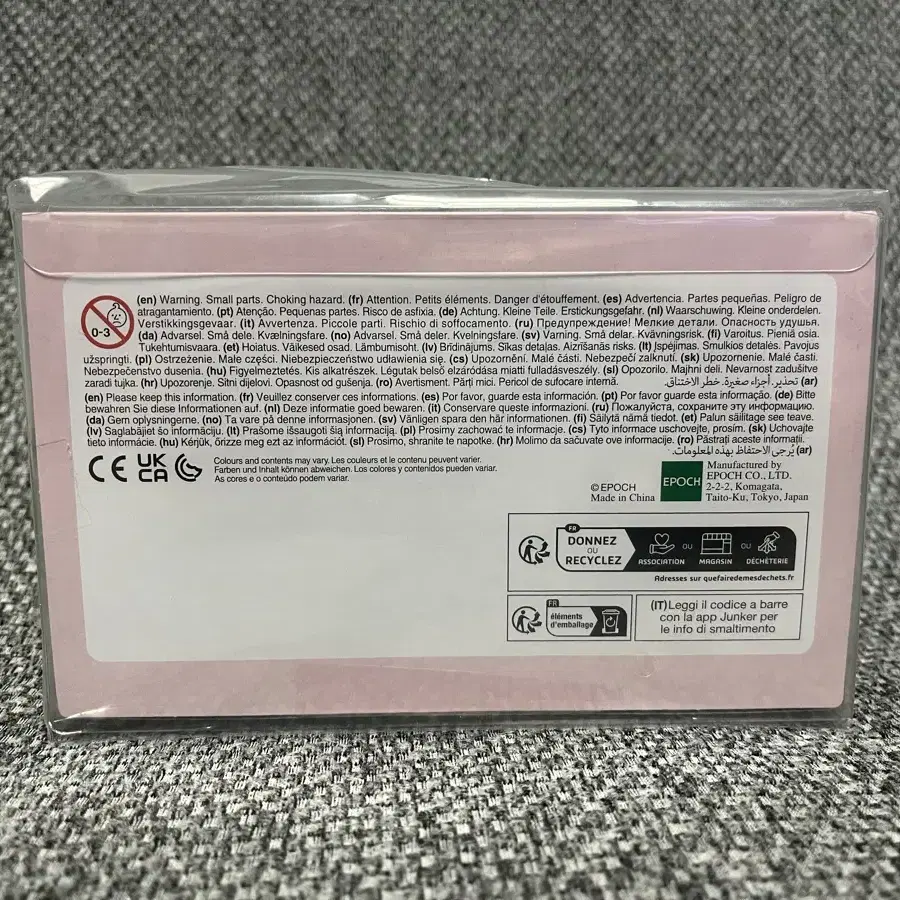 0-3
(en) Warning. Small parts. Choking hazard. (fr) Attention. Petits éléments. Danger d'étouffement. (es) Advertencia. Partes pequeñas. Peligro de
atragantamiento. (pt) Atenção. Pequenas partes. Risco de asfixia. (de) Achtung. Kleine Teile. Erstickungsgefahr. (nl) Waarschuwing. Kleine onderdelen.
Verstikkingsgevaar. (it) Avvertenza. Piccole parti. Rischio di soffocamento. (ru) Предупреждение! Мелкие детали. Опасность удушья.
(da) Advarsel. Små dele. Kvælningsfare. (no) Advarsel. Små deler. Kvelningsfare. (sv) Varning. Små delar. Kvävningsrisk. (fi) Varoitus. Pieniä osia.
Tukehtumisvaara. (et) Hoiatus. Väikesed osad. Lämbumisoht. (lv) Brīdinājums. Sīkas detaļas. Aizrīšanās risks. (lt) Įspėjimas. Smulkios detalės. Pavojus
užspringti. (pl) Ostrzeżenie. Małe części. Niebezpieczeństwo udławienia się. (cs) Upozornění. Malé části. Nebezpečí zalknutí. (sk) Upozornenie. Malé časti.
Nebezpečenstvo dusenia. (hu) Figyelmeztetés. Kis alkatrészek. Légutak belső elzáródása miatti fulladásveszély. (sl) Opozorilo. Majhni deli. Nevarnost zadušitve
zaradi tujka. (hr) Upozorenje. Sitni dijelovi. Opasnost od gušenja. (ro) Avertisment. Părți mici. Pericol de sufocare internă. (ar) تحذير. أجزاء صغيرة. خطر الاختناق.
(en) Please keep this information. (fr) Veuillez conserver ces informations. (es) Por favor, guarde esta información. (pt) Por favor guarde esta informação. (de) Bitte
bewahren Sie diese Informationen auf. (nl) Deze informatie goed bewaren. (it) Conservare queste informazioni. (ru) Пожалуйста, сохраните эту информацию.
(da) Gem oplysningerne. (no) Ta vare på denne informasjonen. (sv) Vänligen spara den här informationen. (fi) Säilytä nämä tiedot. (et) Palun säilitage see teave.
(lv) Saglabājiet šo informāciju. (lt) Prašome išsaugoti šią informaciją. (pl) Prosimy zachować te informacje. (cs) Tyto informace uschovejte, prosím. (sk) Uchovajte
tieto informácie. (hu) Kérjük, őrizze meg ezt az információt. (sl) Prosimo, shranite te napotke. (hr) Molimo da sačuvate ove informacije. (ro) Păstrați aceste informații.
(ar) يُرجى الاحتفاظ بهذه المعلومات.
CE UK CA
Colours and contents may vary. Les couleurs et le contenu peuvent varier.
Farben und Inhalt können abweichen. Los colores y contenidos pueden variar.
As cores e o conteúdo podem variar.
© EPOCH
Made in China
EPOCH
Manufactured by
EPOCH CO., LTD.
2-2-2, Komagata,
Taito-Ku, Tokyo, Japan
FR
DONNEZ
OU
RECYCLEZ
ASSOCIATION OU MAGASIN OU DÉCHÈTERIE
Adresses sur quefairedemesdechets.fr
FR
éléments
d'emballage
(IT)Leggi il codice a barre
con la app Junker per
le info di smaltimento